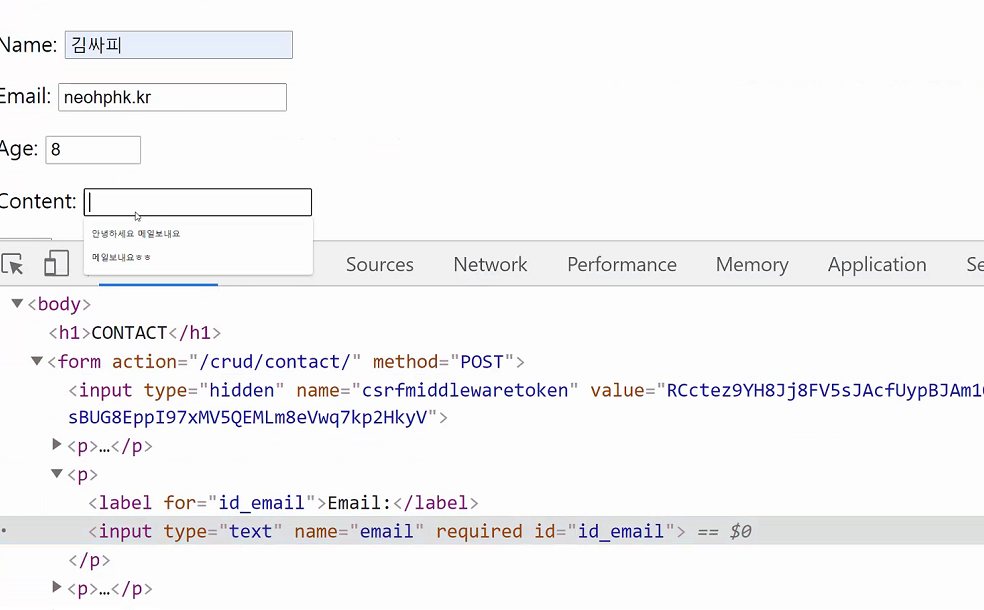 Name: 김싸피
Email: neohphk.kr
Age: 8
Content:
안녕하세요 메일보내요
메일보내요ㅎㅎ
Sources Network Performance Memory Application Se
<body>
<h1>CONTACT</h1>
<form action="/crud/contact/" method="POST">
<input type="hidden" name="csrfmiddlewaretoken" value="RCctez9YH8Jj8FV5sJAcfUypBJAm1
sBUG8EppI97xMV5QEMLm8eVwq7kp2HkyV">
<p>…</p>
<p>
<label for="id_email">Email:</label>
<input type="text" name="email" required id="id_email"> == $0
</p>
<p>…</p>